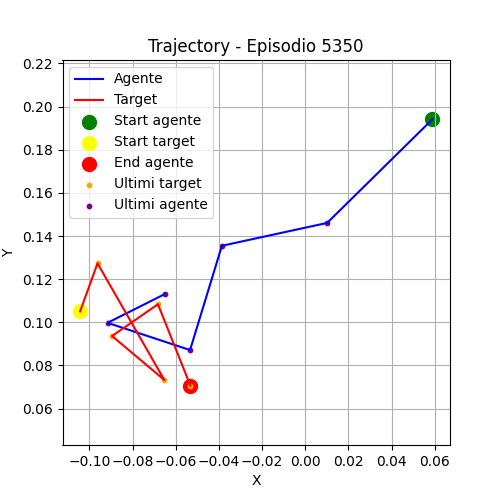 Trajectory - Episodio 5350
Agente
Target
Start agente
Start target
End agente
Ultimi target
Ultimi agente
0.22
0.20
0.18
0.16
0.14
0.12
0.10
0.08
0.06
Y
−0.10 −0.08 −0.06 −0.04 −0.02 0.00 0.02 0.04 0.06
X